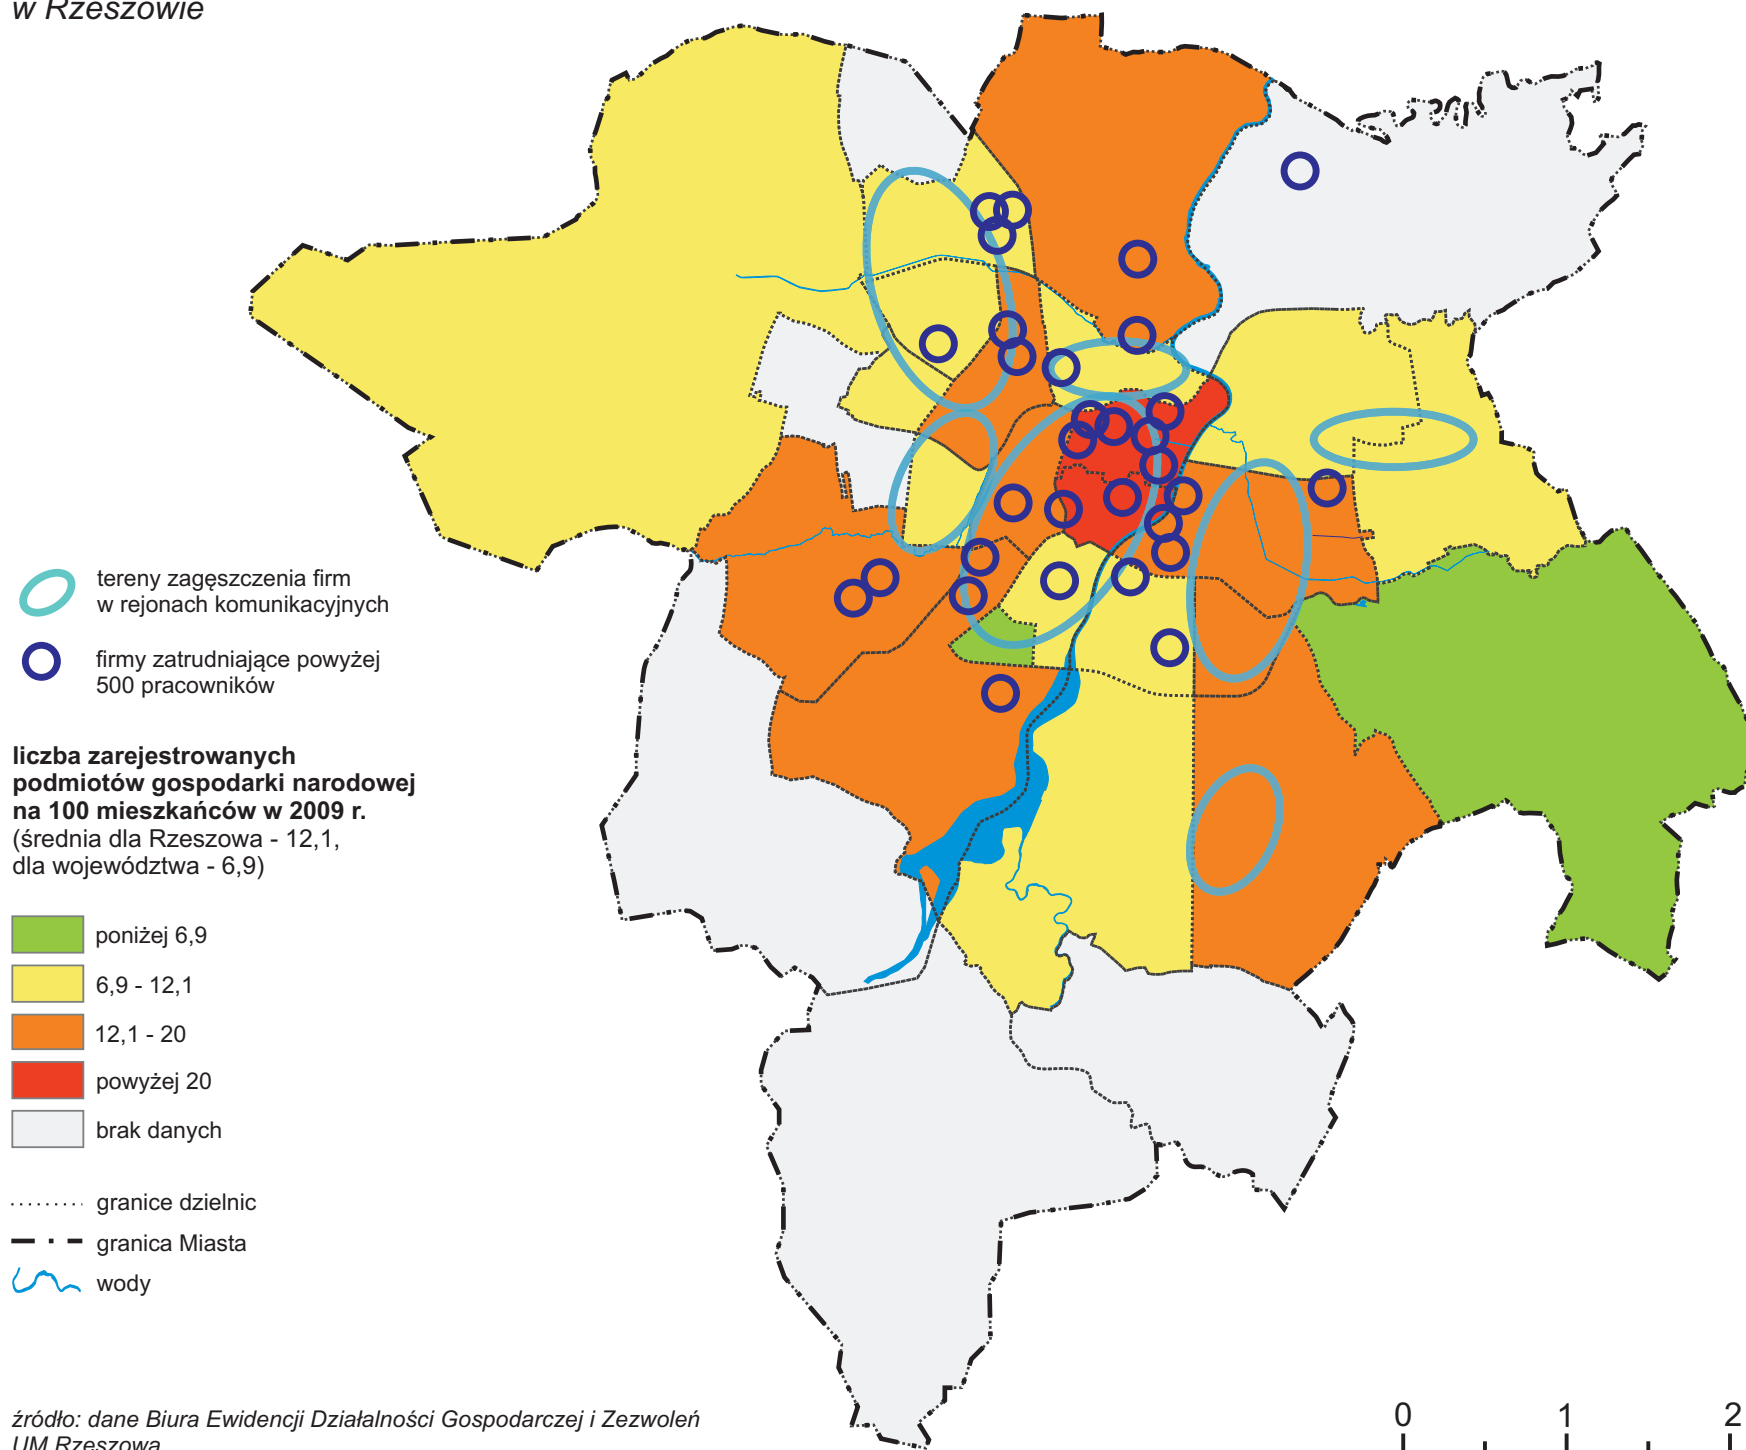 w Rzeszowie
tereny zagęszczenia firm
w rejonach komunikacyjnych
firmy zatrudniające powyżej
500 pracowników
liczba zarejestrowanych
podmiotów gospodarki narodowej
na 100 mieszkańców w 2009 r.
(średnia dla Rzeszowa - 12,1,
dla województwa - 6,9)
poniżej 6,9
6,9 - 12,1
12,1 - 20
powyżej 20
brak danych
granice dzielnic
granica Miasta
wody
źródło: dane Biura Ewidencji Działalności Gospodarczej i Zezwoleń
UM Rzeszowa
0 1 2